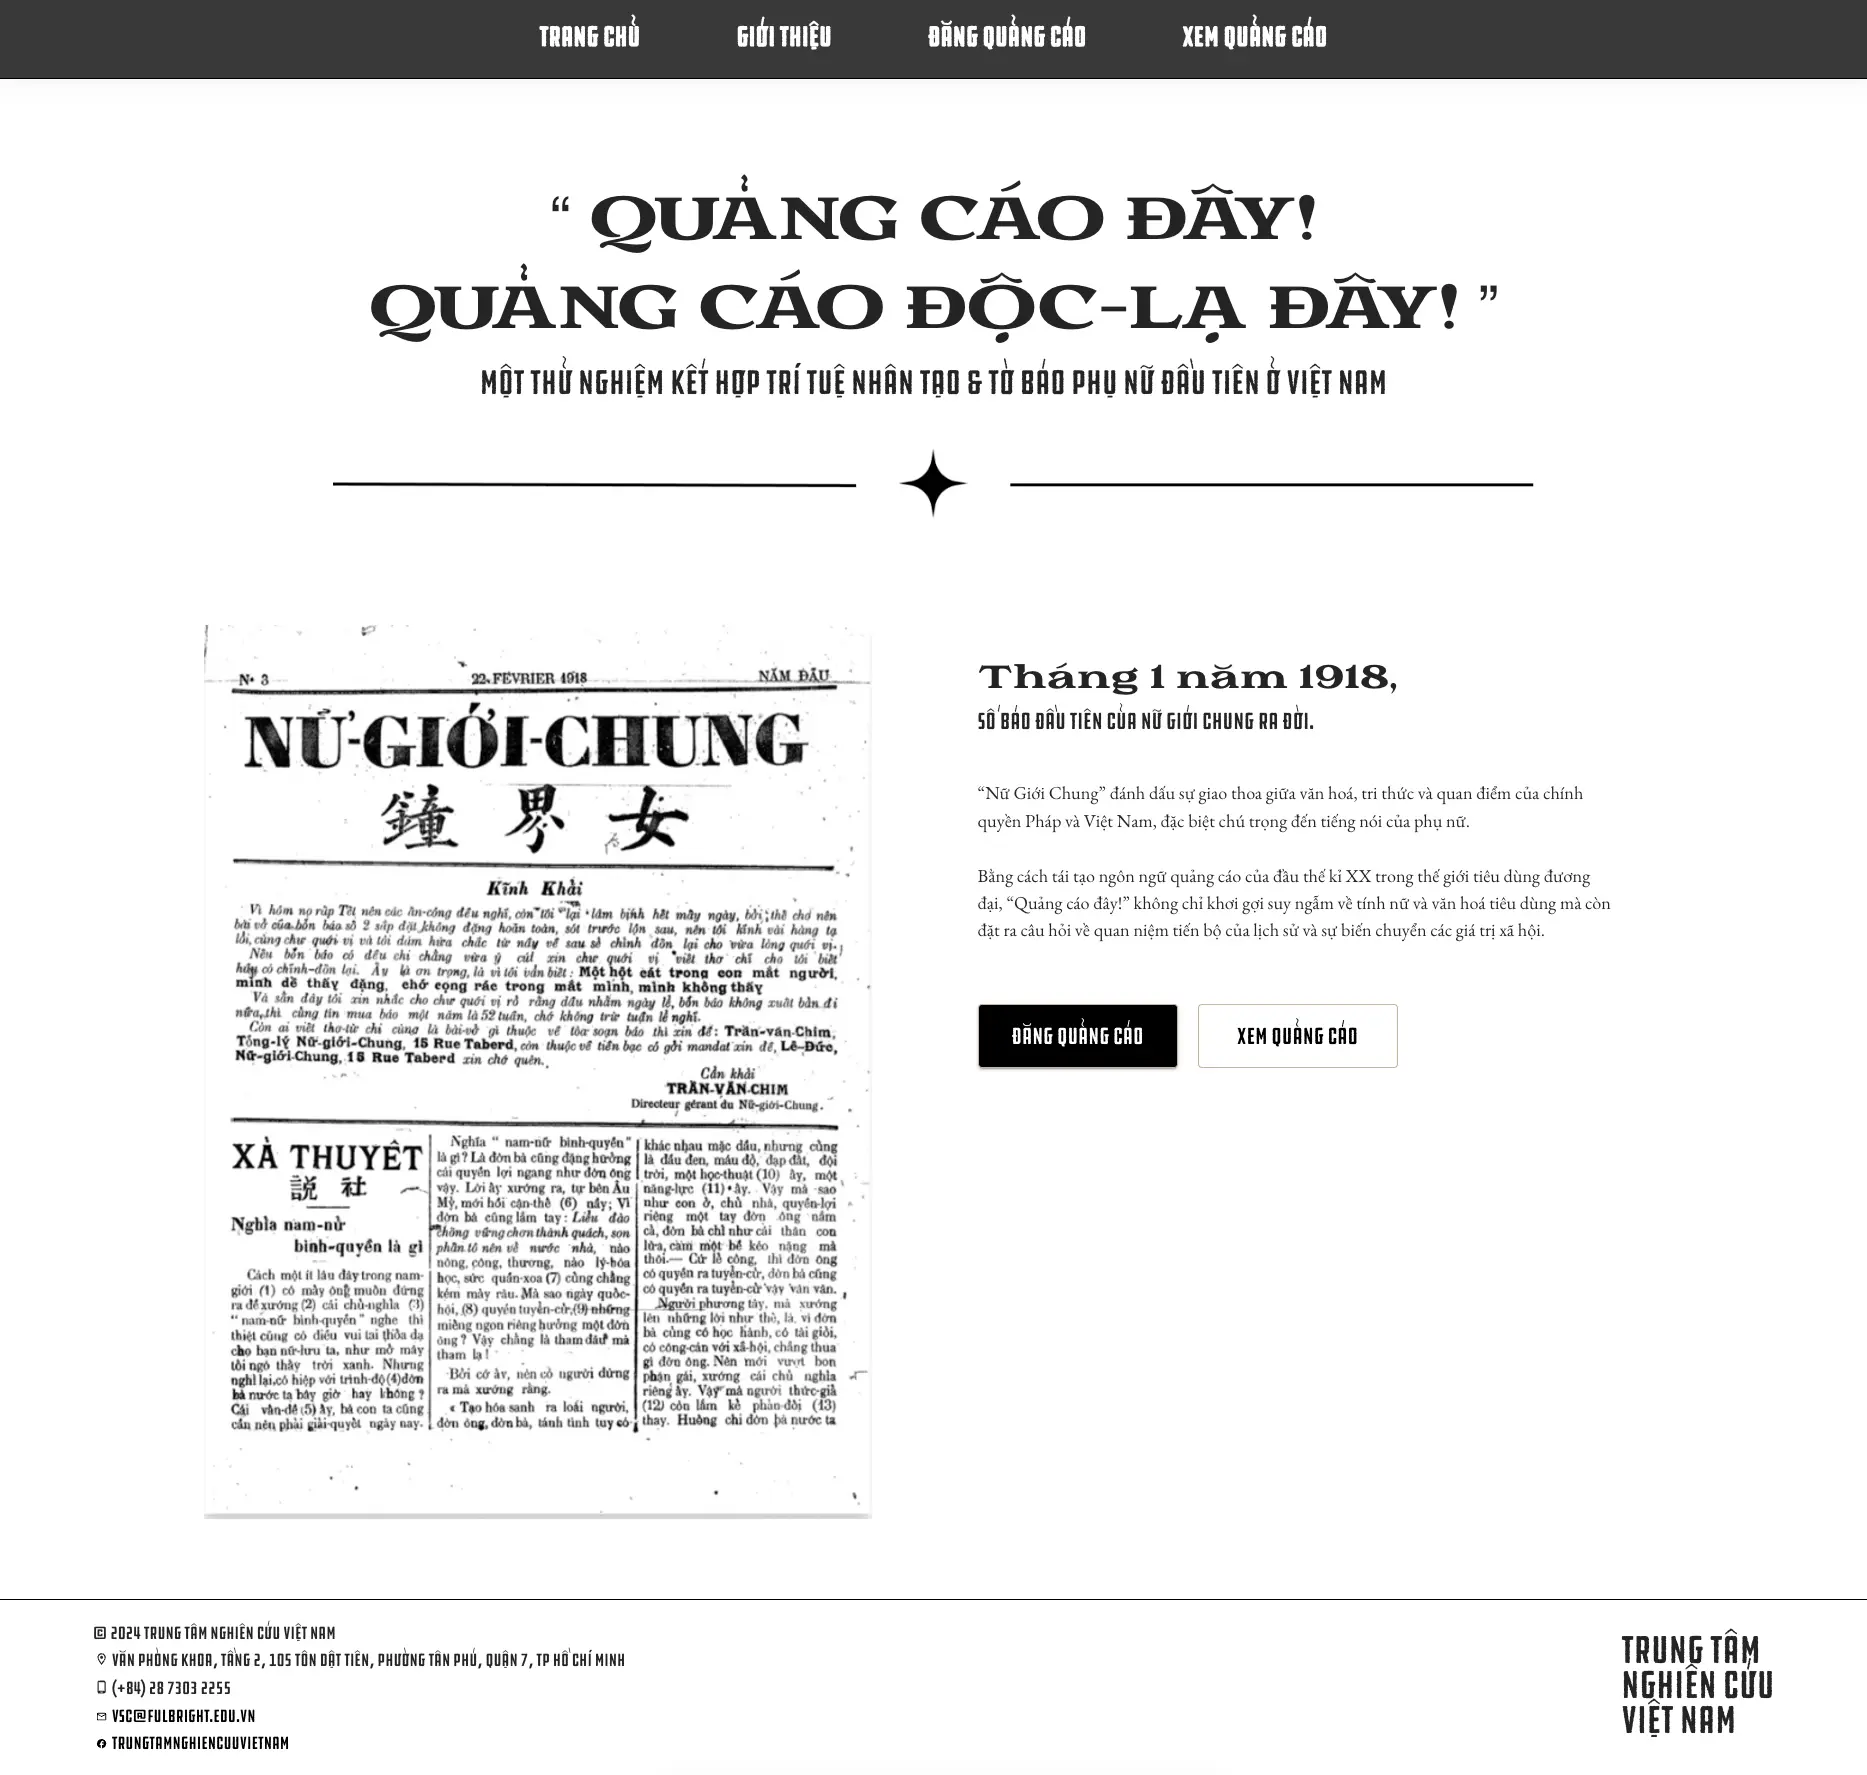 TRANG CHỦ
GIỚI THIỆU
ĐĂNG QUẢNG CÁO
XEM QUẢNG CÁO
“ QUẢNG CÁO ĐÂY!
QUẢNG CÁO ĐỘC-LẠ ĐÂY! ”
MỘT THỬ NGHIỆM KẾT HỢP TRÍ TUỆ NHÂN TẠO & TỜ BÁO PHỤ NỮ ĐẦU TIÊN Ở VIỆT NAM
N• 3
22 FÉVRIER 1918
NĂM ĐẦU
NỮ-GIỚI-CHUNG
鐘 界 女
Kính Khải
Vì hôm nọ rủp Tết nên các ấn-công đều nghỉ, còn tôi lại lâm bịnh hết mấy ngày, bởi thế cho nên
bài vở của bổn báo số 2 sắp đặt không đặng hoàn toàn, sót trước lộn sau, nên tôi kính vài hàng tạ
lỗi, cùng chư quới vị và tôi dám hứa chắc từ nầy về sau sẽ chỉnh đốn lại cho vừa lòng quới vị.
Nếu bổn báo có đều chi chẳng vừa ý cúi xin chư quới vị viết thơ chỉ cho tôi biết
hầy có chỉnh-đốn lại. Ấy là ơn trọng, là vì tôi vẫn biết : Một hột cát trong con mắt người,
mình dễ thấy đặng, chớ cọng rác trong mắt mình, mình không thấy
Và sẵn đây tôi xin nhắc cho chư quới vị rỏ rằng dầu nhằm ngày lễ, bổn báo không xuất bản đi
nữa, thì cũng tín mua báo một năm là 52 tuần, chớ không trừ tuần lễ nghỉ.
Còn ai viết thơ-từ chi cùng là bài-vở gì thuộc về tòa soạn báo thì xin đề : Trần-văn-Chim,
Tổng-lý Nữ-giới-Chung, 15 Rue Taberd, còn thuộc về tiền bạc có gởi mandat xin đề, Lê-Đức,
Nữ-giới-Chung, 15 Rue Taberd xin chớ quên.
Cẩn khải
TRẦN-VĂN-CHIM
Directeur gérant du Nữ-giới-Chung.
XÃ THUYẾT
説 社
Nghĩa nam-nữ
bình-quyền là gì
Cách một ít lâu đây trong nam-
giới (1) có mấy ông muốn đứng
ra đề xướng (2) cái chủ-nghĩa (3)
“ nam-nữ bình-quyền ” nghe thì
thiệt cũng có điều vui tai thỏa dạ
cho bạn nữ-lưu ta, như mở mây
tối ngó thấy trời xanh. Nhưng
nghĩ lại, có hiệp với trình-độ (4) đờn
bà nước ta bây giờ hay không ?
Cái vấn-đề (5) ấy, bà con ta cũng
cần nên phải giải-quyết ngày nay.
Nghĩa “ nam-nữ bình-quyền ”
là gì ? Là đờn bà cũng đặng hưởng
cái quyền lợi ngang như đờn ông
vậy. Lời ấy xướng ra, tự bên Âu
Mỹ, mới hồi cận-thế (6) nầy ; Vì
đờn bà cũng lắm tay : Liễu đào
chống vững chơn thành quách, son
phấn tô nên vẻ nước nhà, nào
nông, công, thương, nào lý-hóa
học, sức quân-xoa (7) cũng chẳng
kém mày râu. Mà sao ngày quốc-
hội, (8) quyền tuyển-cử, (9) những
miếng ngon riêng hưởng một đờn
ông ? Vậy chẳng là tham dữ mà
tham lạ !
Bởi cớ ấy, nên có người đứng
ra mà xướng rằng.
« Tạo hóa sanh ra loài người,
đờn ông, đờn bà, tánh tình tuy có
khác nhau mặc dầu, nhưng cũng
là đầu đen, máu đỏ, đạp đất, đội
trời, một học-thuật (10) ấy, một
năng-lực (11) ấy. Vậy mà sao
như con ở, chủ nhà, quyền-lợi
riêng một tay đờn ông nắm
cả, đờn bà chỉ như cái thân con
lừa, cắm một bề kéo nặng mà
thôi.— Cứ lẽ công, thì đờn ông
có quyền ra tuyển-cử, đờn bà cũng
có quyền ra tuyển-cử vậy vân vân.
Người phương tây, mà xướng
lên những lời như thế, là vì đờn
bà cũng có học hành, có tài giỏi,
có công-cán với xã-hội, chẳng thua
gì đờn ông. Nên mới vượt bon
phận gái, xướng cái chủ nghĩa
riêng ấy. Vậy mà người thức-giả
(12) còn lắm kẻ phản-đối (13)
thay. Huống chi đờn bà nước ta
Tháng 1 năm 1918,
SỐ BÁO ĐẦU TIÊN CỦA NỮ GIỚI CHUNG RA ĐỜI.
“Nữ Giới Chung” đánh dấu sự giao thoa giữa văn hoá, tri thức và quan điểm của chính
quyền Pháp và Việt Nam, đặc biệt chú trọng đến tiếng nói của phụ nữ.
Bằng cách tái tạo ngôn ngữ quảng cáo của đầu thế kỉ XX trong thế giới tiêu dùng đương
đại, “Quảng cáo đây!” không chỉ khơi gợi suy ngẫm về tính nữ và văn hoá tiêu dùng mà còn
đặt ra câu hỏi về quan niệm tiến bộ của lịch sử và sự biến chuyển các giá trị xã hội.
ĐĂNG QUẢNG CÁO
XEM QUẢNG CÁO
© 2024 TRUNG TÂM NGHIÊN CỨU VIỆT NAM
VĂN PHÒNG KHOA, TẦNG 2, 105 TÔN DẬT TIÊN, PHƯỜNG TÂN PHÚ, QUẬN 7, TP HỒ CHÍ MINH
(+84) 28 7303 2255
VSC@FULBRIGHT.EDU.VN
TRUNGTAMNGHIENCUUVIETNAM
TRUNG TÂM
NGHIÊN CỨU
VIỆT NAM